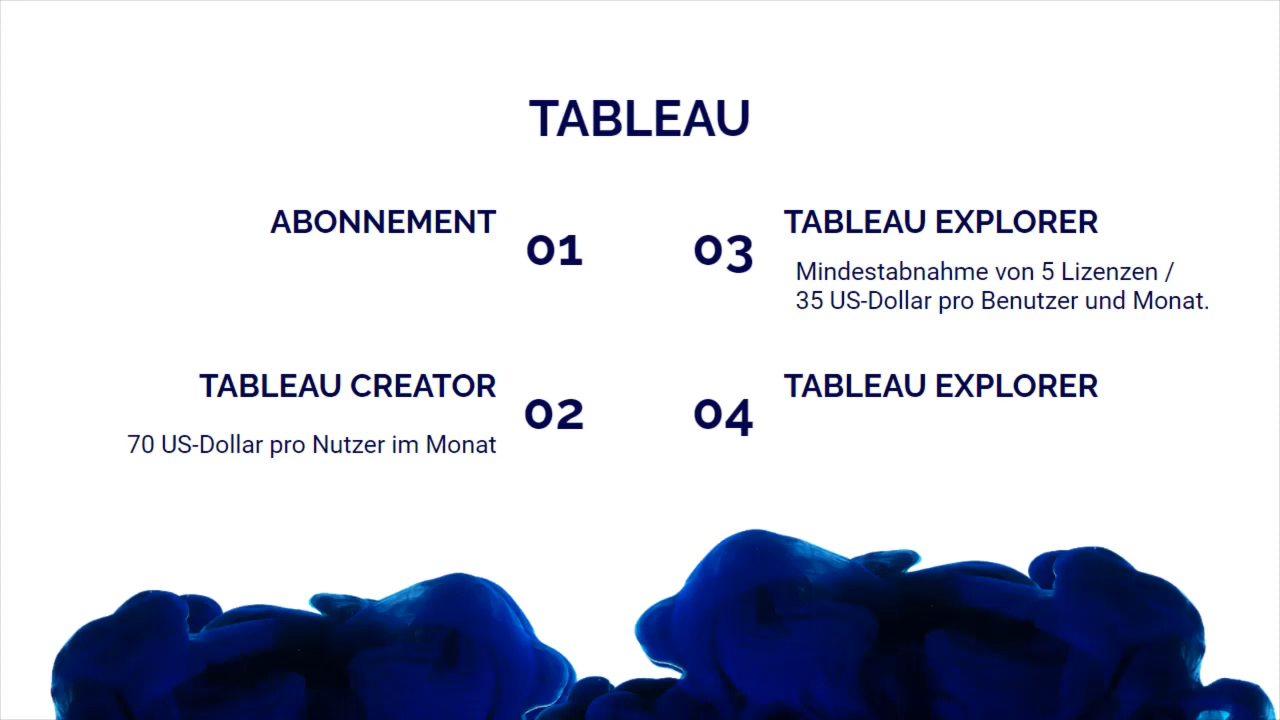 TABLEAU
ABONNEMENT
01
TABLEAU CREATOR
02
70 US-Dollar pro Nutzer im Monat
03
TABLEAU EXPLORER
Mindestabnahme von 5 Lizenzen /
35 US-Dollar pro Benutzer und Monat.
04
TABLEAU EXPLORER